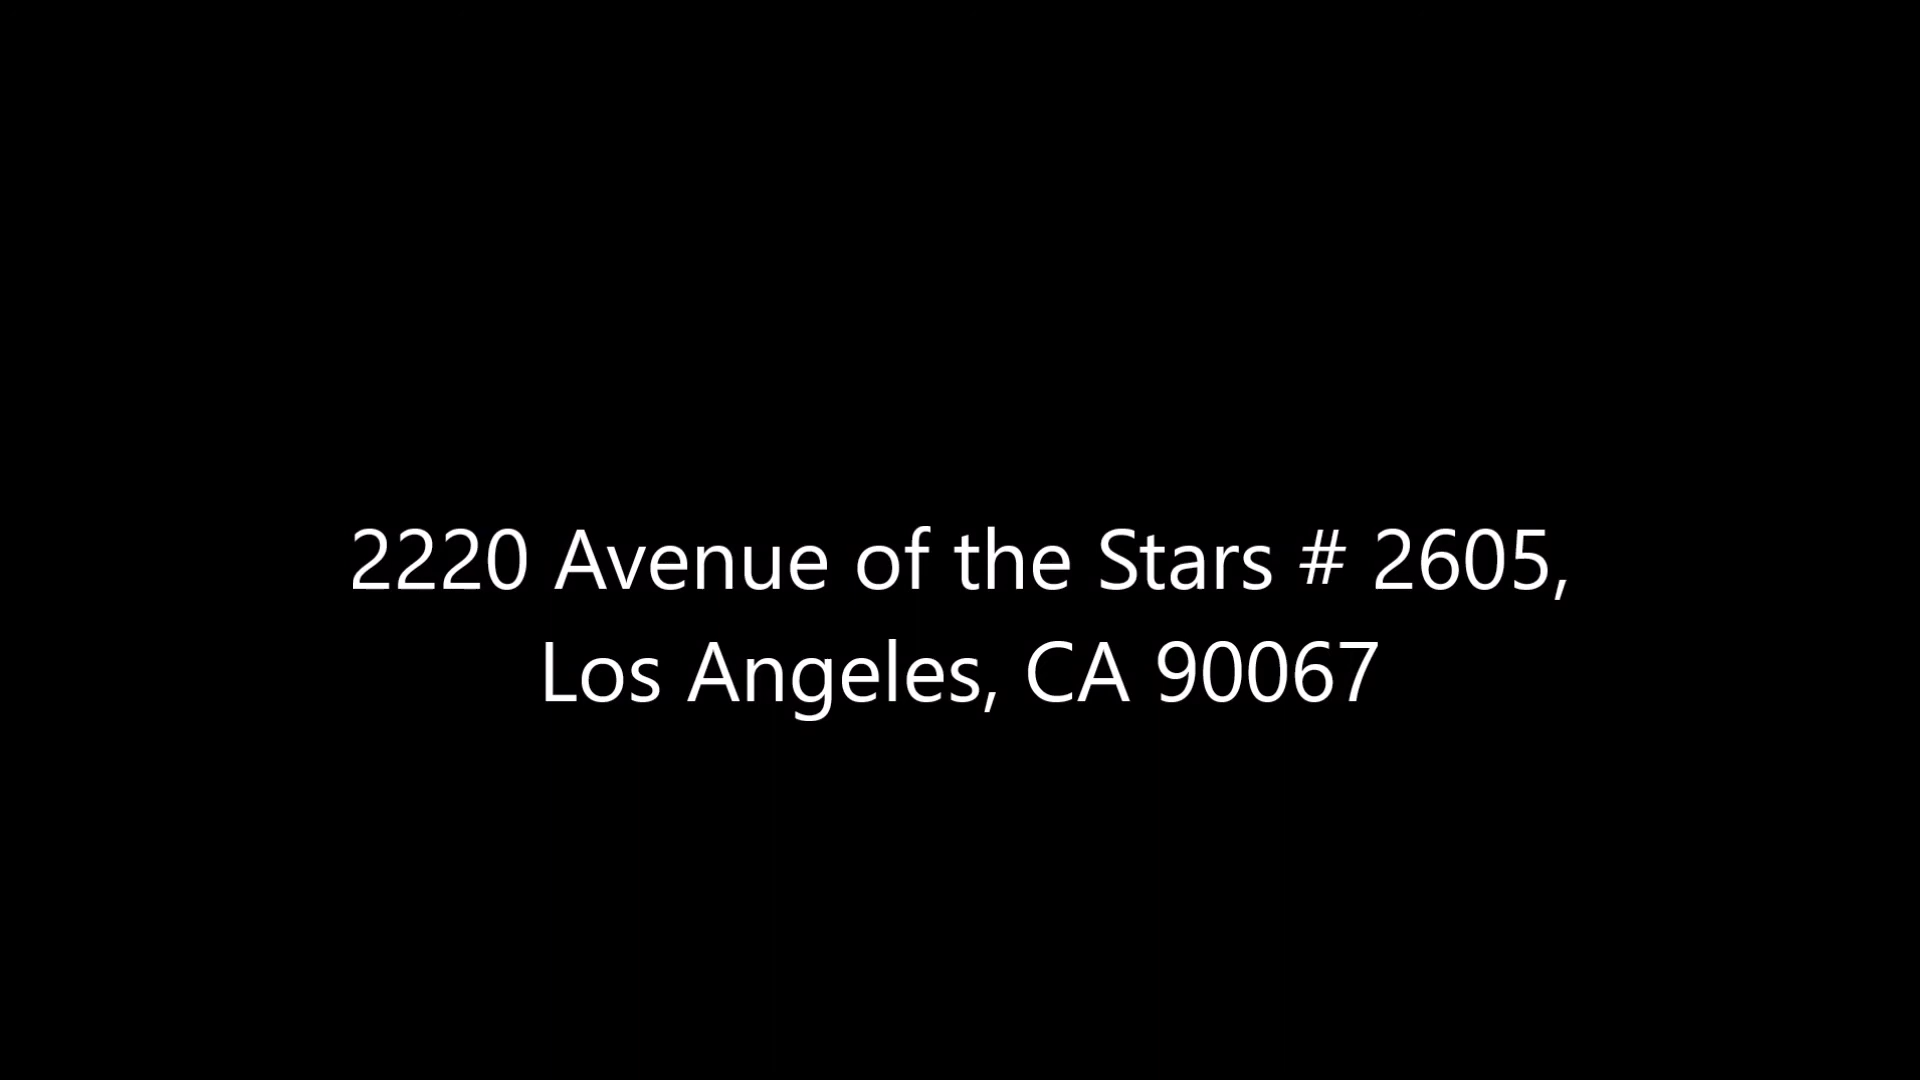 2220 Avenue of the Stars # 2605,
Los Angeles, CA 90067